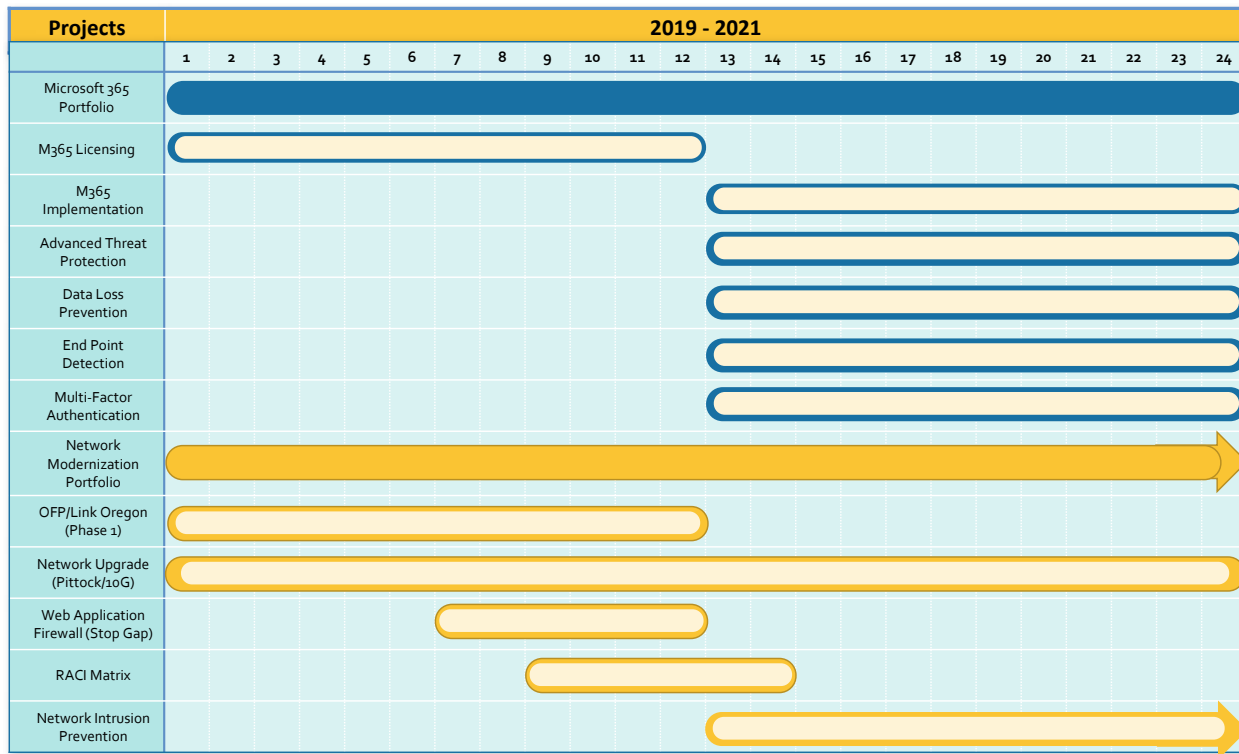 Projects
2019 - 2021
1 2 3 4 5 6 7 8 9 10 11 12 13 14 15 16 17 18 19 20 21 22 23 24
Microsoft 365
Portfolio
M365 Licensing
M365
Implementation
Advanced Threat
Protection
Data Loss
Prevention
End Point
Detection
Multi-Factor
Authentication
Network
Modernization
Portfolio
OFP/Link Oregon
(Phase 1)
Network Upgrade
(Pittock/10G)
Web Application
Firewall (Stop Gap)
RACI Matrix
Network Intrusion
Prevention